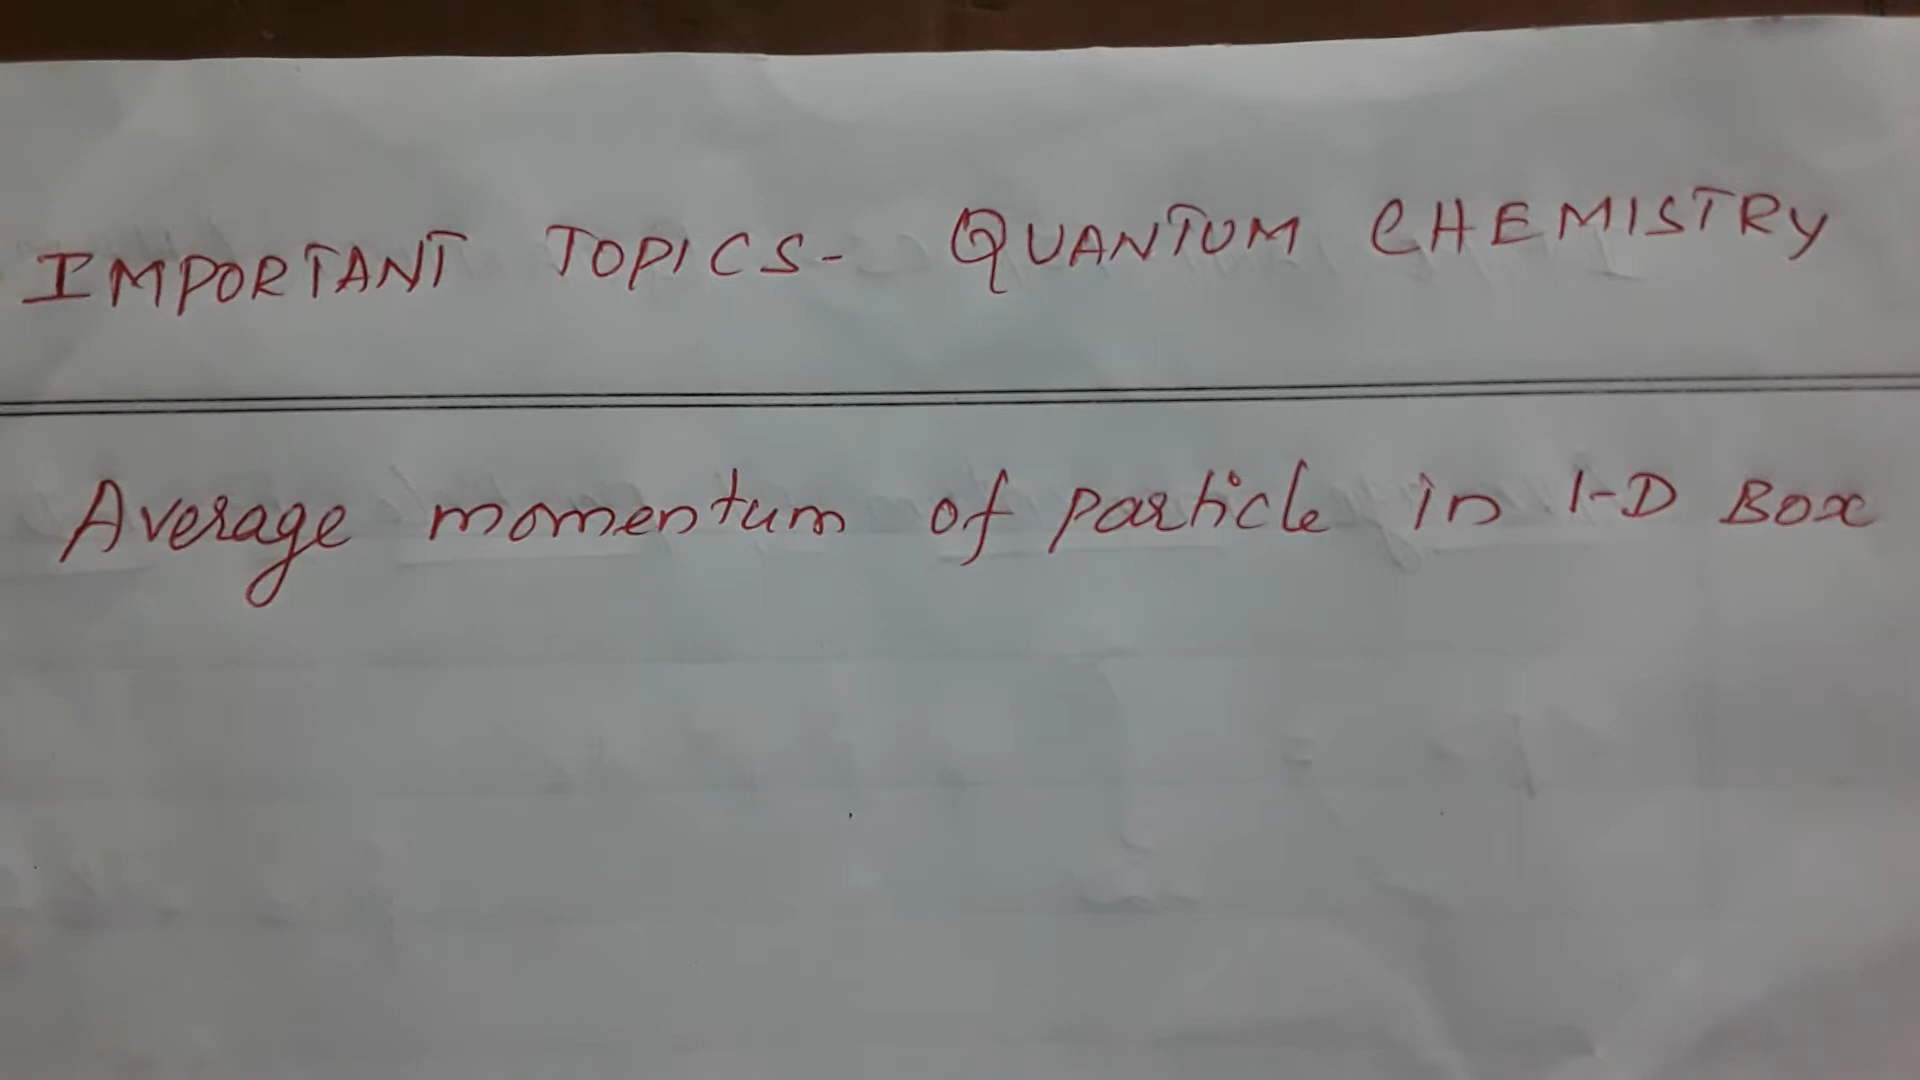 IMPORTANT TOPICS- QUANTUM CHEMISTRY
Average momentum of particle in 1-D Box